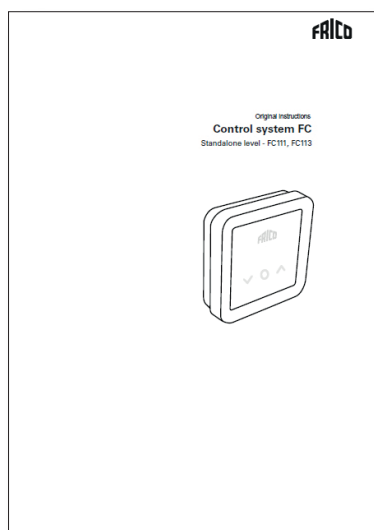 FRICO
Original instructions
Control system FC
Standalone level - FC111, FC113
FRICO